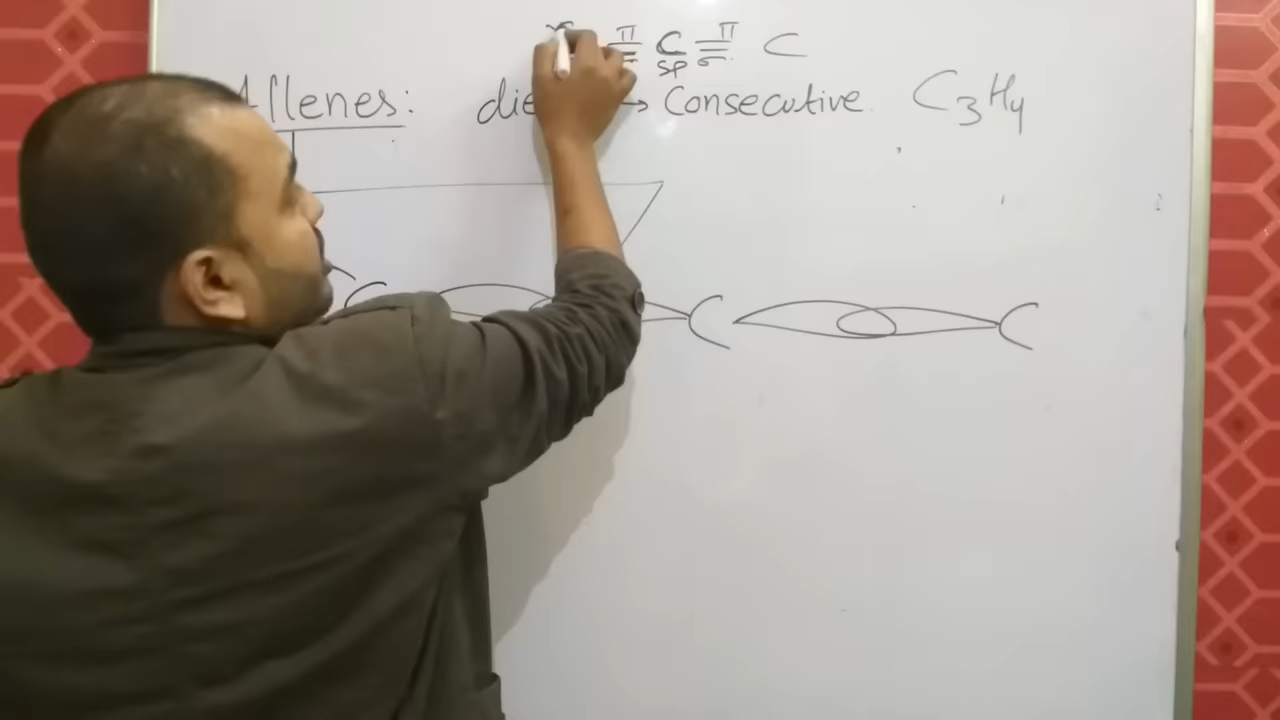 π C π C
σ sp σ
Allenes: die → Consecutive. C3H4
C C C